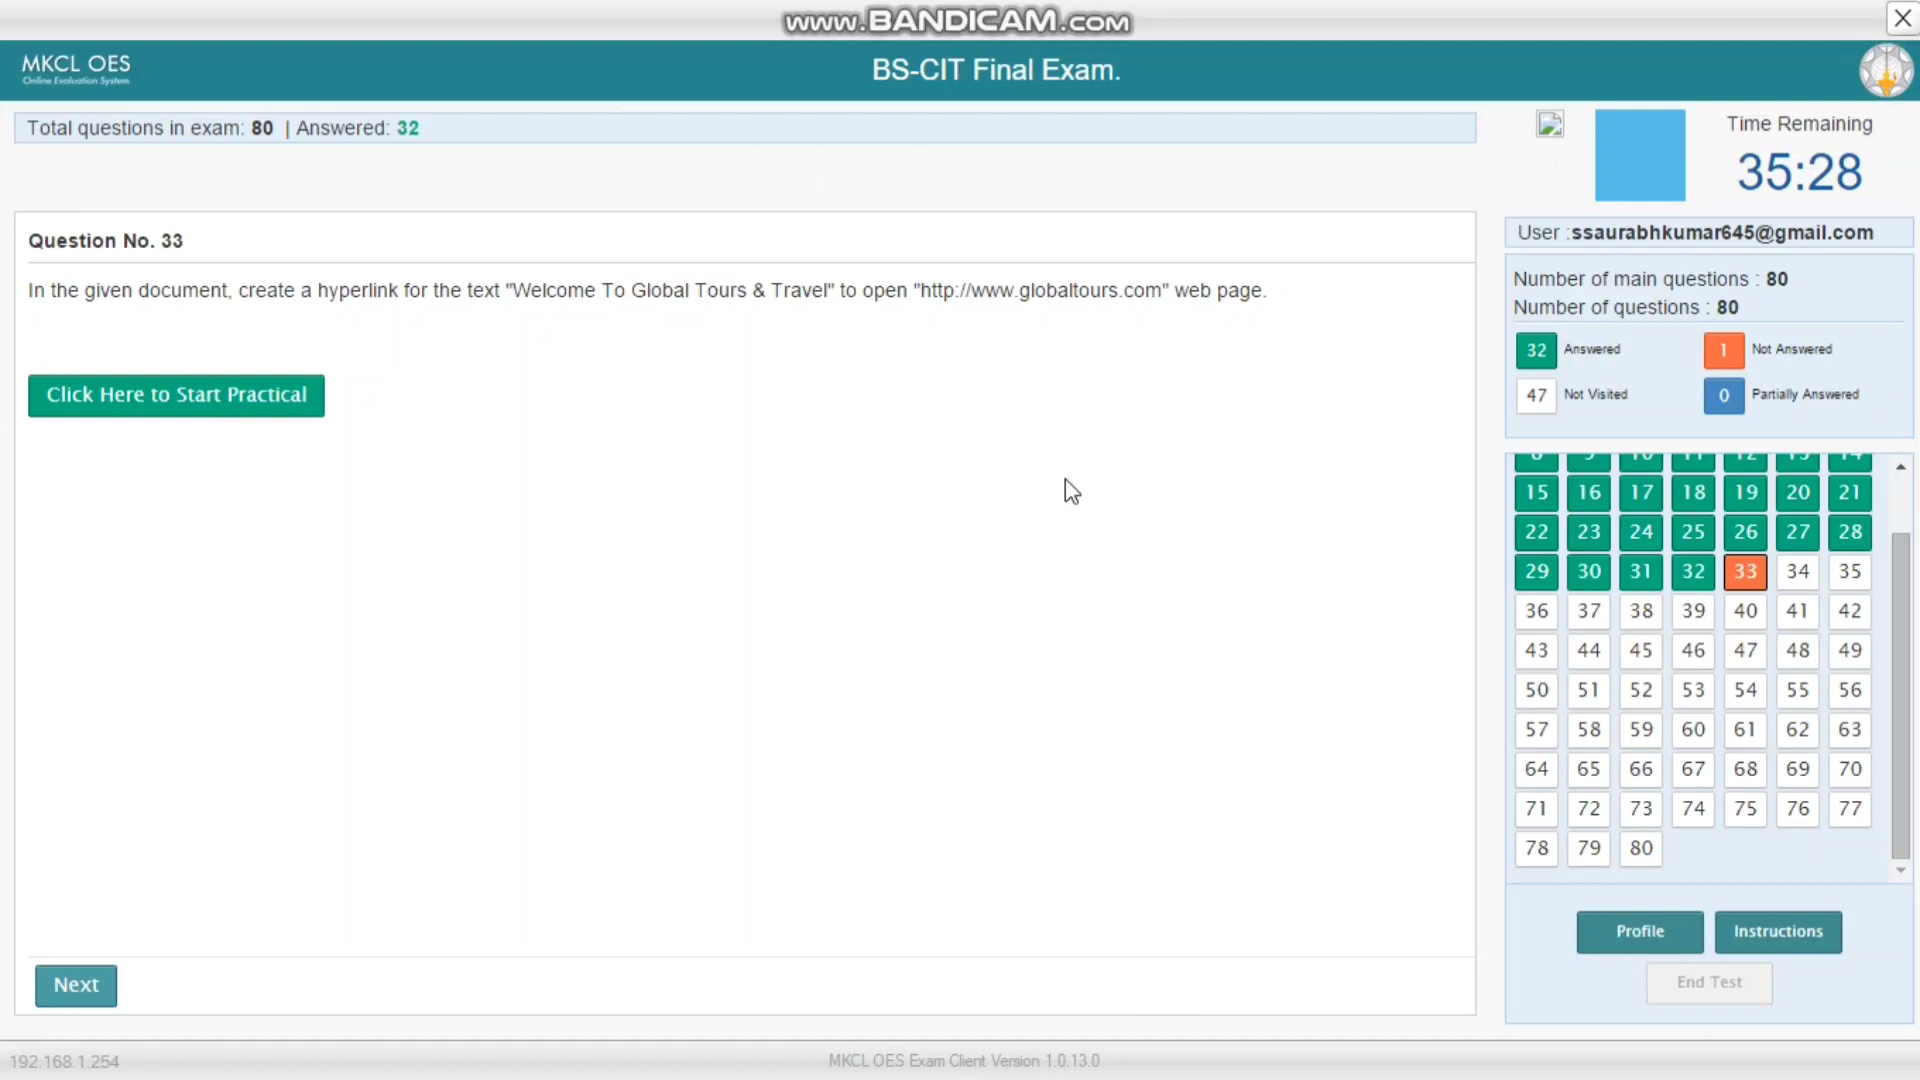 www.BANDICAM.com
MKCL OES
Online Evaluation System
BS-CIT Final Exam.
Total questions in exam: 80 | Answered: 32
Time Remaining
35:28
Question No. 33
In the given document, create a hyperlink for the text "Welcome To Global Tours & Travel" to open "http://www.globaltours.com" web page.
Click Here to Start Practical
Next
User :ssaurabhkumar645@gmail.com
Number of main questions : 80
Number of questions : 80
32 Answered 1 Not Answered
47 Not Visited 0 Partially Answered
8 9 10 11 12 13 14
15 16 17 18 19 20 21
22 23 24 25 26 27 28
29 30 31 32 33 34 35
36 37 38 39 40 41 42
43 44 45 46 47 48 49
50 51 52 53 54 55 56
57 58 59 60 61 62 63
64 65 66 67 68 69 70
71 72 73 74 75 76 77
78 79 80
Profile Instructions
End Test
192.168.1.254
MKCL OES Exam Client Version 1.0.13.0